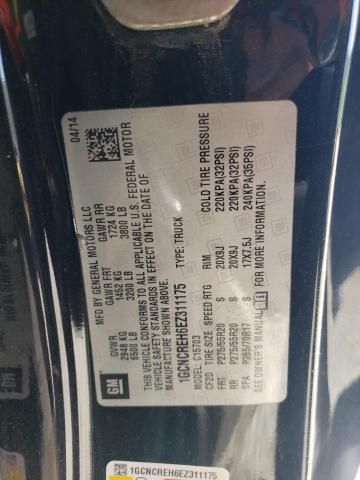 04/14
MFD BY GENERAL MOTORS LLC
GVWR GAWR FRT GAWR RR
2948 KG 1452 KG 1724 KG
6500 LB 3200 LB 3800 LB
THIS VEHICLE CONFORMS TO ALL APPLICABLE U.S. FEDERAL MOTOR
VEHICLE SAFETY STANDARDS IN EFFECT ON THE DATE OF
MANUFACTURE SHOWN ABOVE.
1GCNCREH6EZ311175 TYPE: TRUCK
GM
MODEL: C15703
CF2D TIRE SIZE SPEED RTG RIM COLD TIRE PRESSURE
FRT P275/55R20 S 20X9J 220KPA(32PSI)
RR P275/55R20 S 20X9J 220KPA(32PSI)
SPA P265/70R17 S 17X7.5J 240KPA(35PSI)
SEE OWNER'S MANUAL FOR MORE INFORMATION.
1GCNCREH6EZ311175